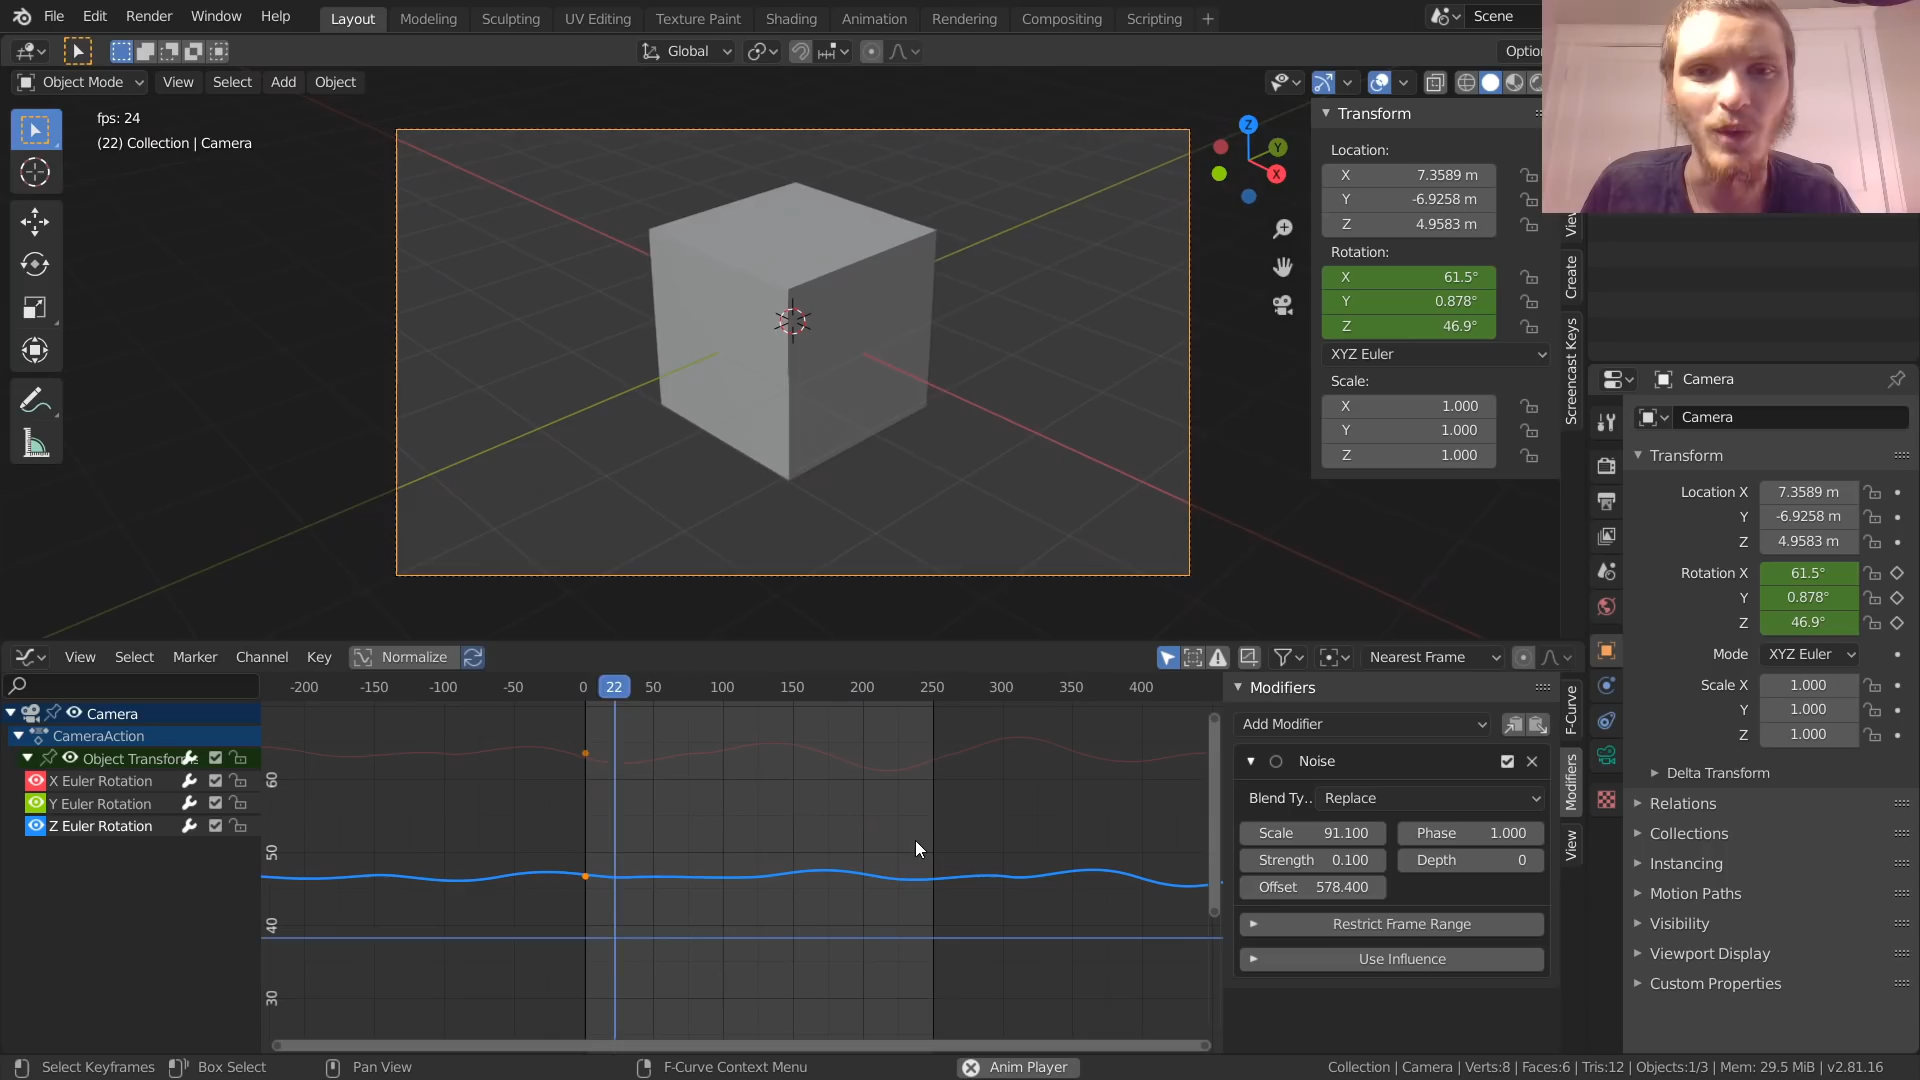 File Edit Render Window Help
Layout Modeling Sculpting UV Editing Texture Paint Shading Animation Rendering Compositing Scripting +
Scene
Global
Optio
Object Mode View Select Add Object
fps: 24
(22) Collection | Camera
Z
Y
X
Transform
Location:
X 7.3589 m
Y -6.9258 m
Z 4.9583 m
Rotation:
X 61.5°
Y 0.878°
Z 46.9°
XYZ Euler
Scale:
X 1.000
Y 1.000
Z 1.000
View
Create
Screencast Keys
Camera
Camera
Transform
Location X 7.3589 m
Y -6.9258 m
Z 4.9583 m
Rotation X 61.5°
Y 0.878°
Z 46.9°
Mode XYZ Euler
Scale X 1.000
Y 1.000
Z 1.000
Delta Transform
Relations
Collections
Instancing
Motion Paths
Visibility
Viewport Display
Custom Properties
View Select Marker Channel Key Normalize
Nearest Frame
-200 -150 -100 -50 0 22 50 100 150 200 250 300 350 400
Camera
CameraAction
Object Transform
X Euler Rotation
Y Euler Rotation
Z Euler Rotation
60
50
40
30
Modifiers
Add Modifier
Noise
Blend Ty.. Replace
Scale 91.100 Phase 1.000
Strength 0.100 Depth 0
Offset 578.400
Restrict Frame Range
Use Influence
F-Curve
Modifiers
View
Select Keyframes Box Select Pan View F-Curve Context Menu Anim Player
Collection | Camera | Verts:8 | Faces:6 | Tris:12 | Objects:1/3 | Mem: 29.5 MiB | v2.81.16